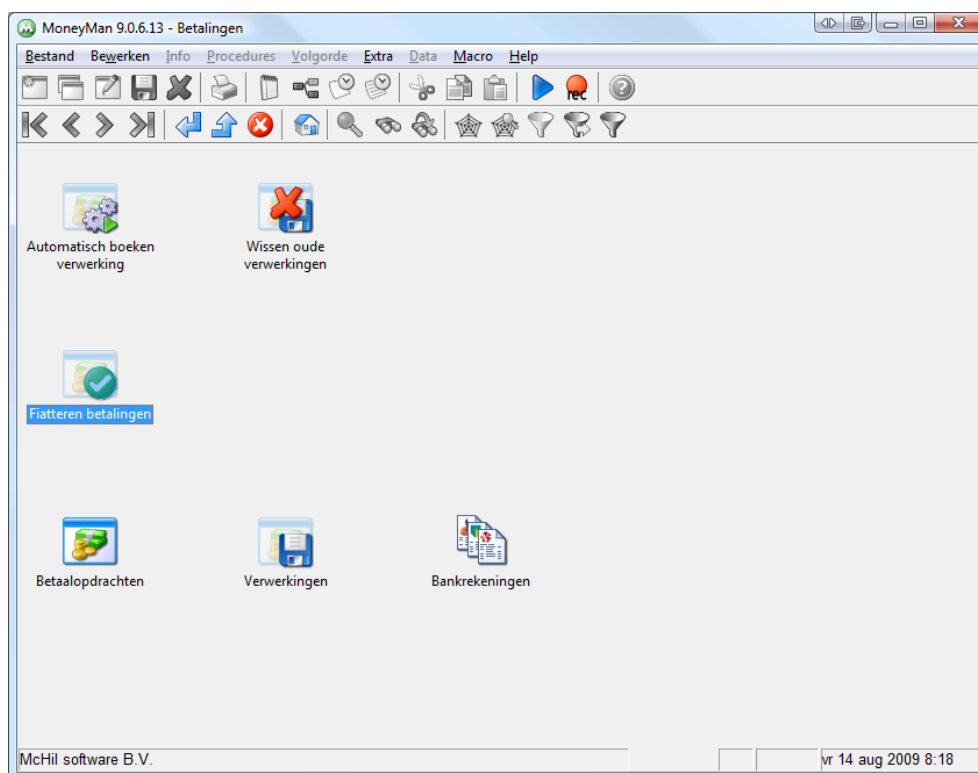 MoneyMan 9.0.6.13 - Betalingen
Bestand Bewerken Info Procedures Volgorde Extra Data Macro Help
rec
Automatisch boeken
verwerking
Wissen oude
verwerkingen
Fiatteren betalingen
Betaalopdrachten
Verwerkingen
Bankrekeningen
McHil software B.V.
vr 14 aug 2009 8:18